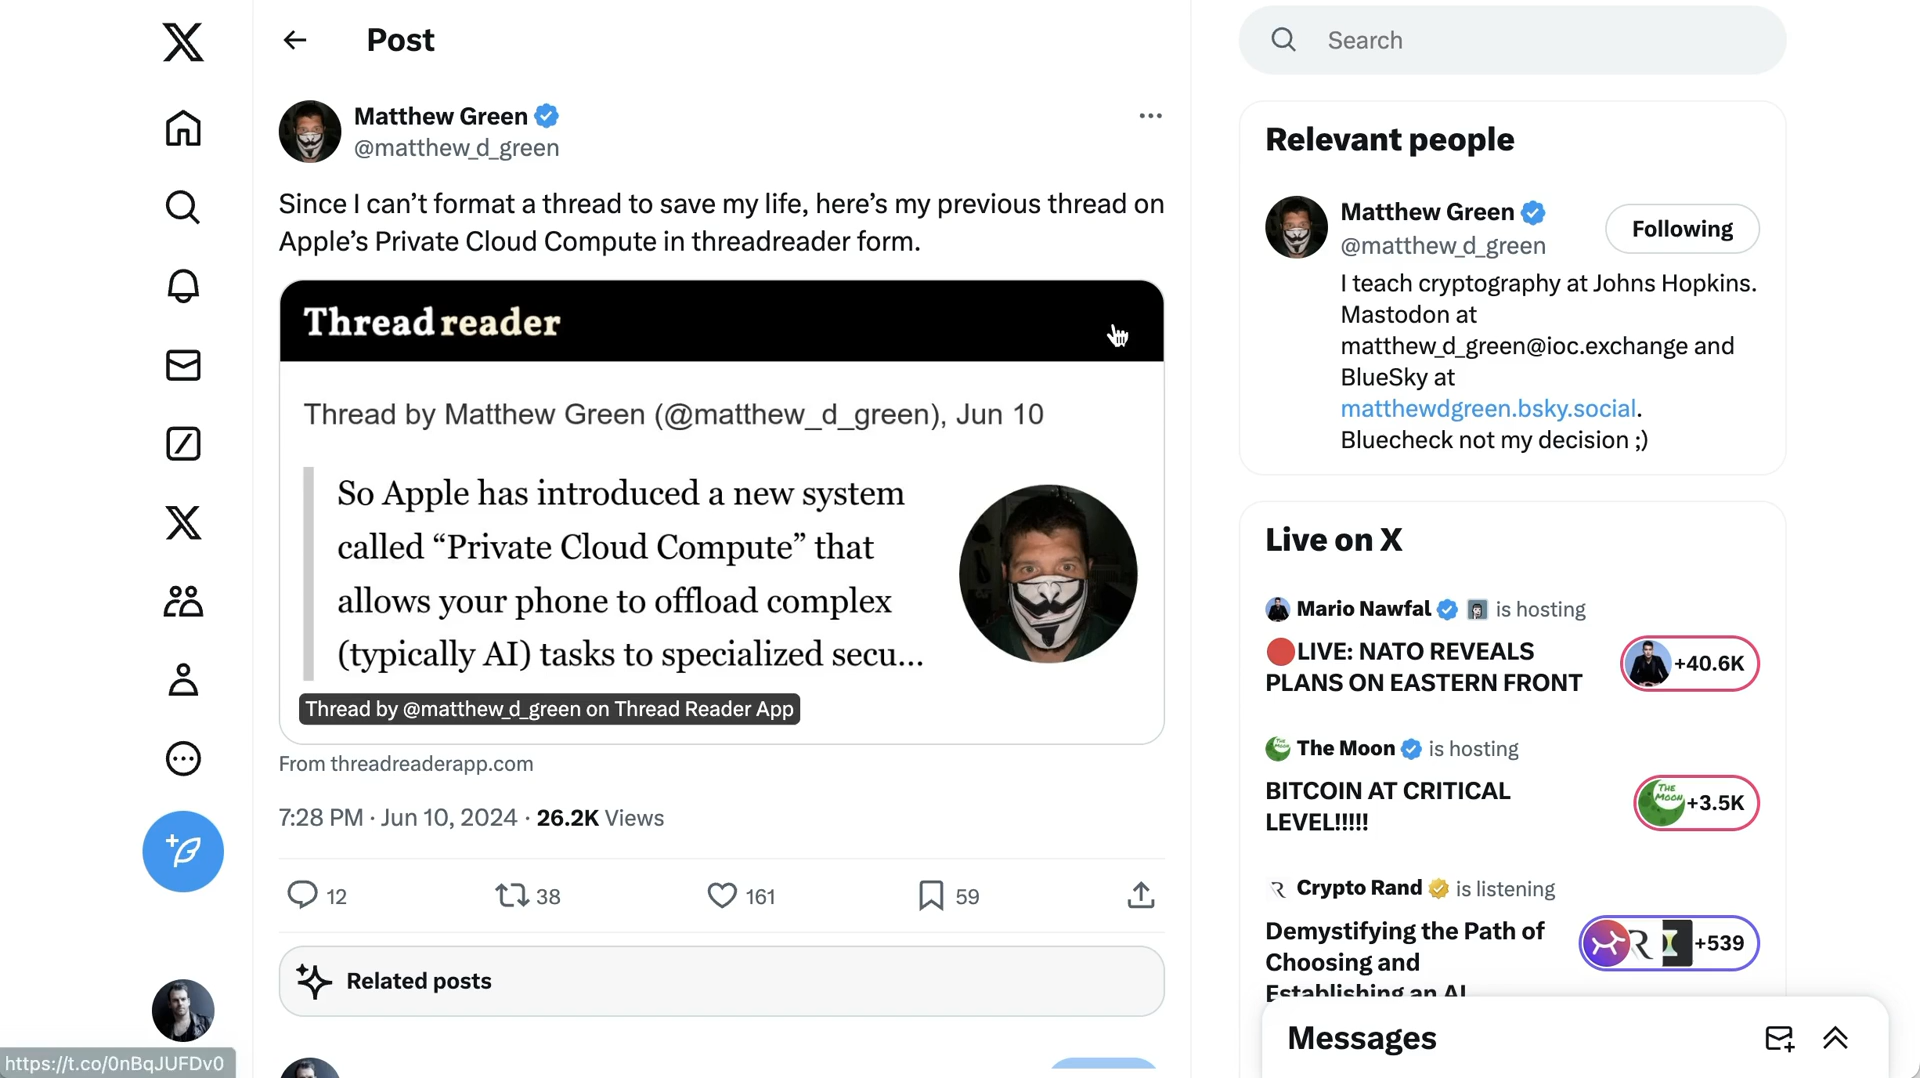 Post
Matthew Green
@matthew_d_green
Since I can’t format a thread to save my life, here’s my previous thread on
Apple’s Private Cloud Compute in threadreader form.
Threadreader
Thread by Matthew Green (@matthew_d_green), Jun 10
So Apple has introduced a new system
called “Private Cloud Compute” that
allows your phone to offload complex
(typically AI) tasks to specialized secu...
Thread by @matthew_d_green on Thread Reader App
From threadreaderapp.com
7:28 PM · Jun 10, 2024 · 26.2K Views
12
38
161
59
Related posts
https://t.co/0nBqJUFDv0
Search
Relevant people
Matthew Green
@matthew_d_green
Following
I teach cryptography at Johns Hopkins.
Mastodon at
matthew_d_green@ioc.exchange and
BlueSky at
matthewdgreen.bsky.social.
Bluecheck not my decision ;)
Live on X
Mario Nawfal is hosting
LIVE: NATO REVEALS
PLANS ON EASTERN FRONT
+40.6K
The Moon is hosting
BITCOIN AT CRITICAL
LEVEL!!!!!
THE MOON
+3.5K
Crypto Rand is listening
Demystifying the Path of
Choosing and
Establishing an AI
+539
Messages